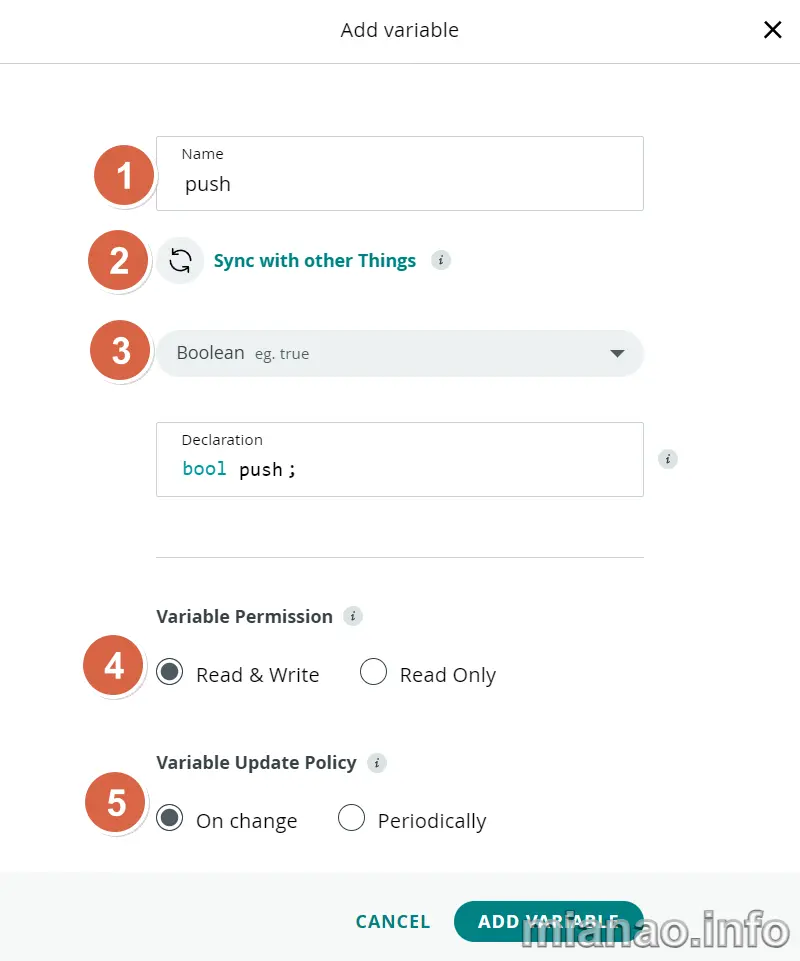 Add variable
1
Name
push
2
Sync with other Things i
3
Boolean eg. true
Declaration
bool push;
i
Variable Permission i
4
Read & Write Read Only
Variable Update Policy i
5
On change Periodically
CANCEL ADD VARIABLE
mianao.info